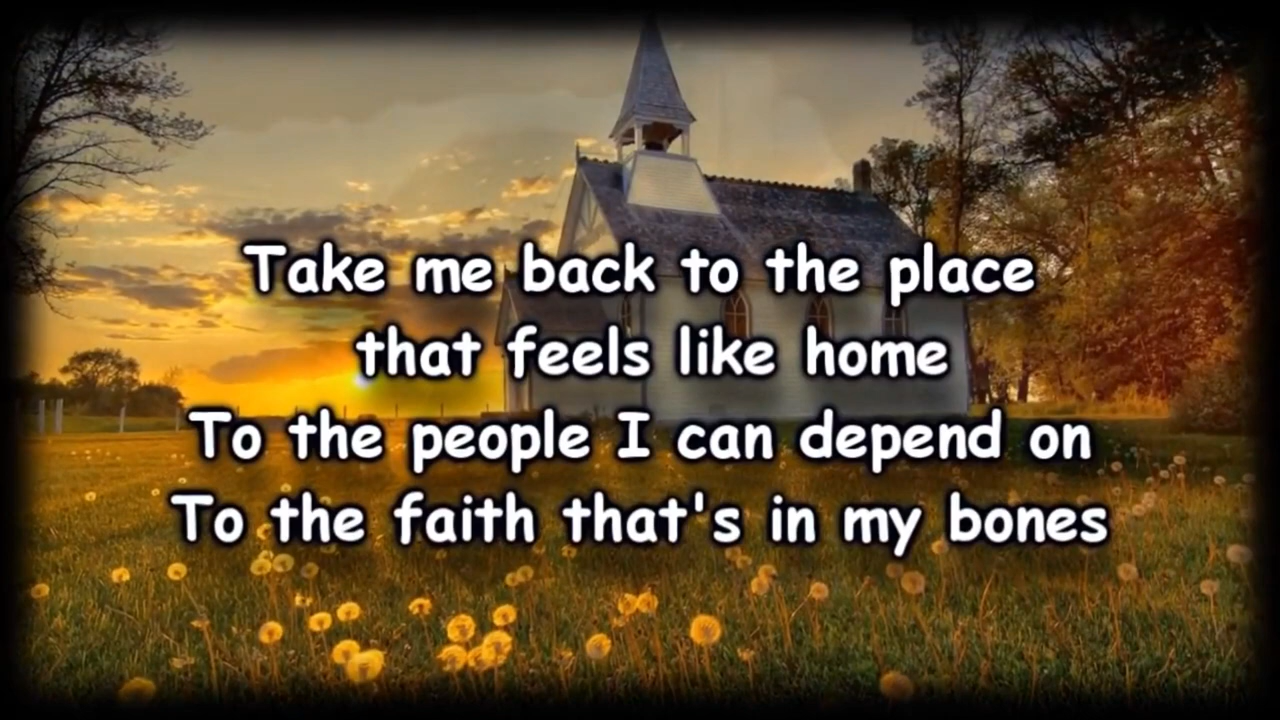 Take me back to the place
that feels like home
To the people I can depend on
To the faith that's in my bones